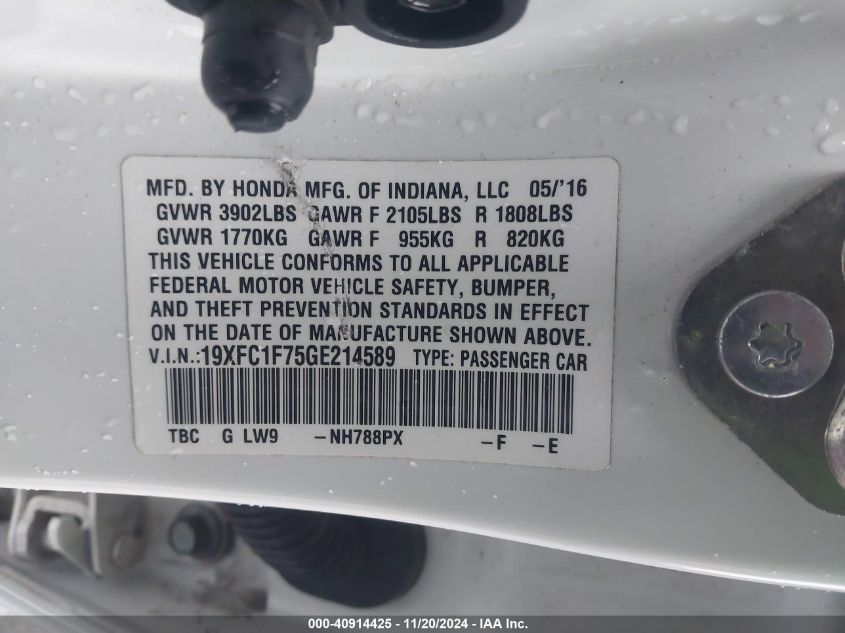 MFD. BY HONDA MFG. OF INDIANA, LLC 05/'16
GVWR 3902LBS GAWR F 2105LBS R 1808LBS
GVWR 1770KG GAWR F 955KG R 820KG
THIS VEHICLE CONFORMS TO ALL APPLICABLE
FEDERAL MOTOR VEHICLE SAFETY, BUMPER,
AND THEFT PREVENTION STANDARDS IN EFFECT
ON THE DATE OF MANUFACTURE SHOWN ABOVE.
V.I.N.:19XFC1F75GE214589 TYPE: PASSENGER CAR
TBC G LW9 -NH788PX -F -E
000-40914425 - 11/20/2024 - IAA Inc.